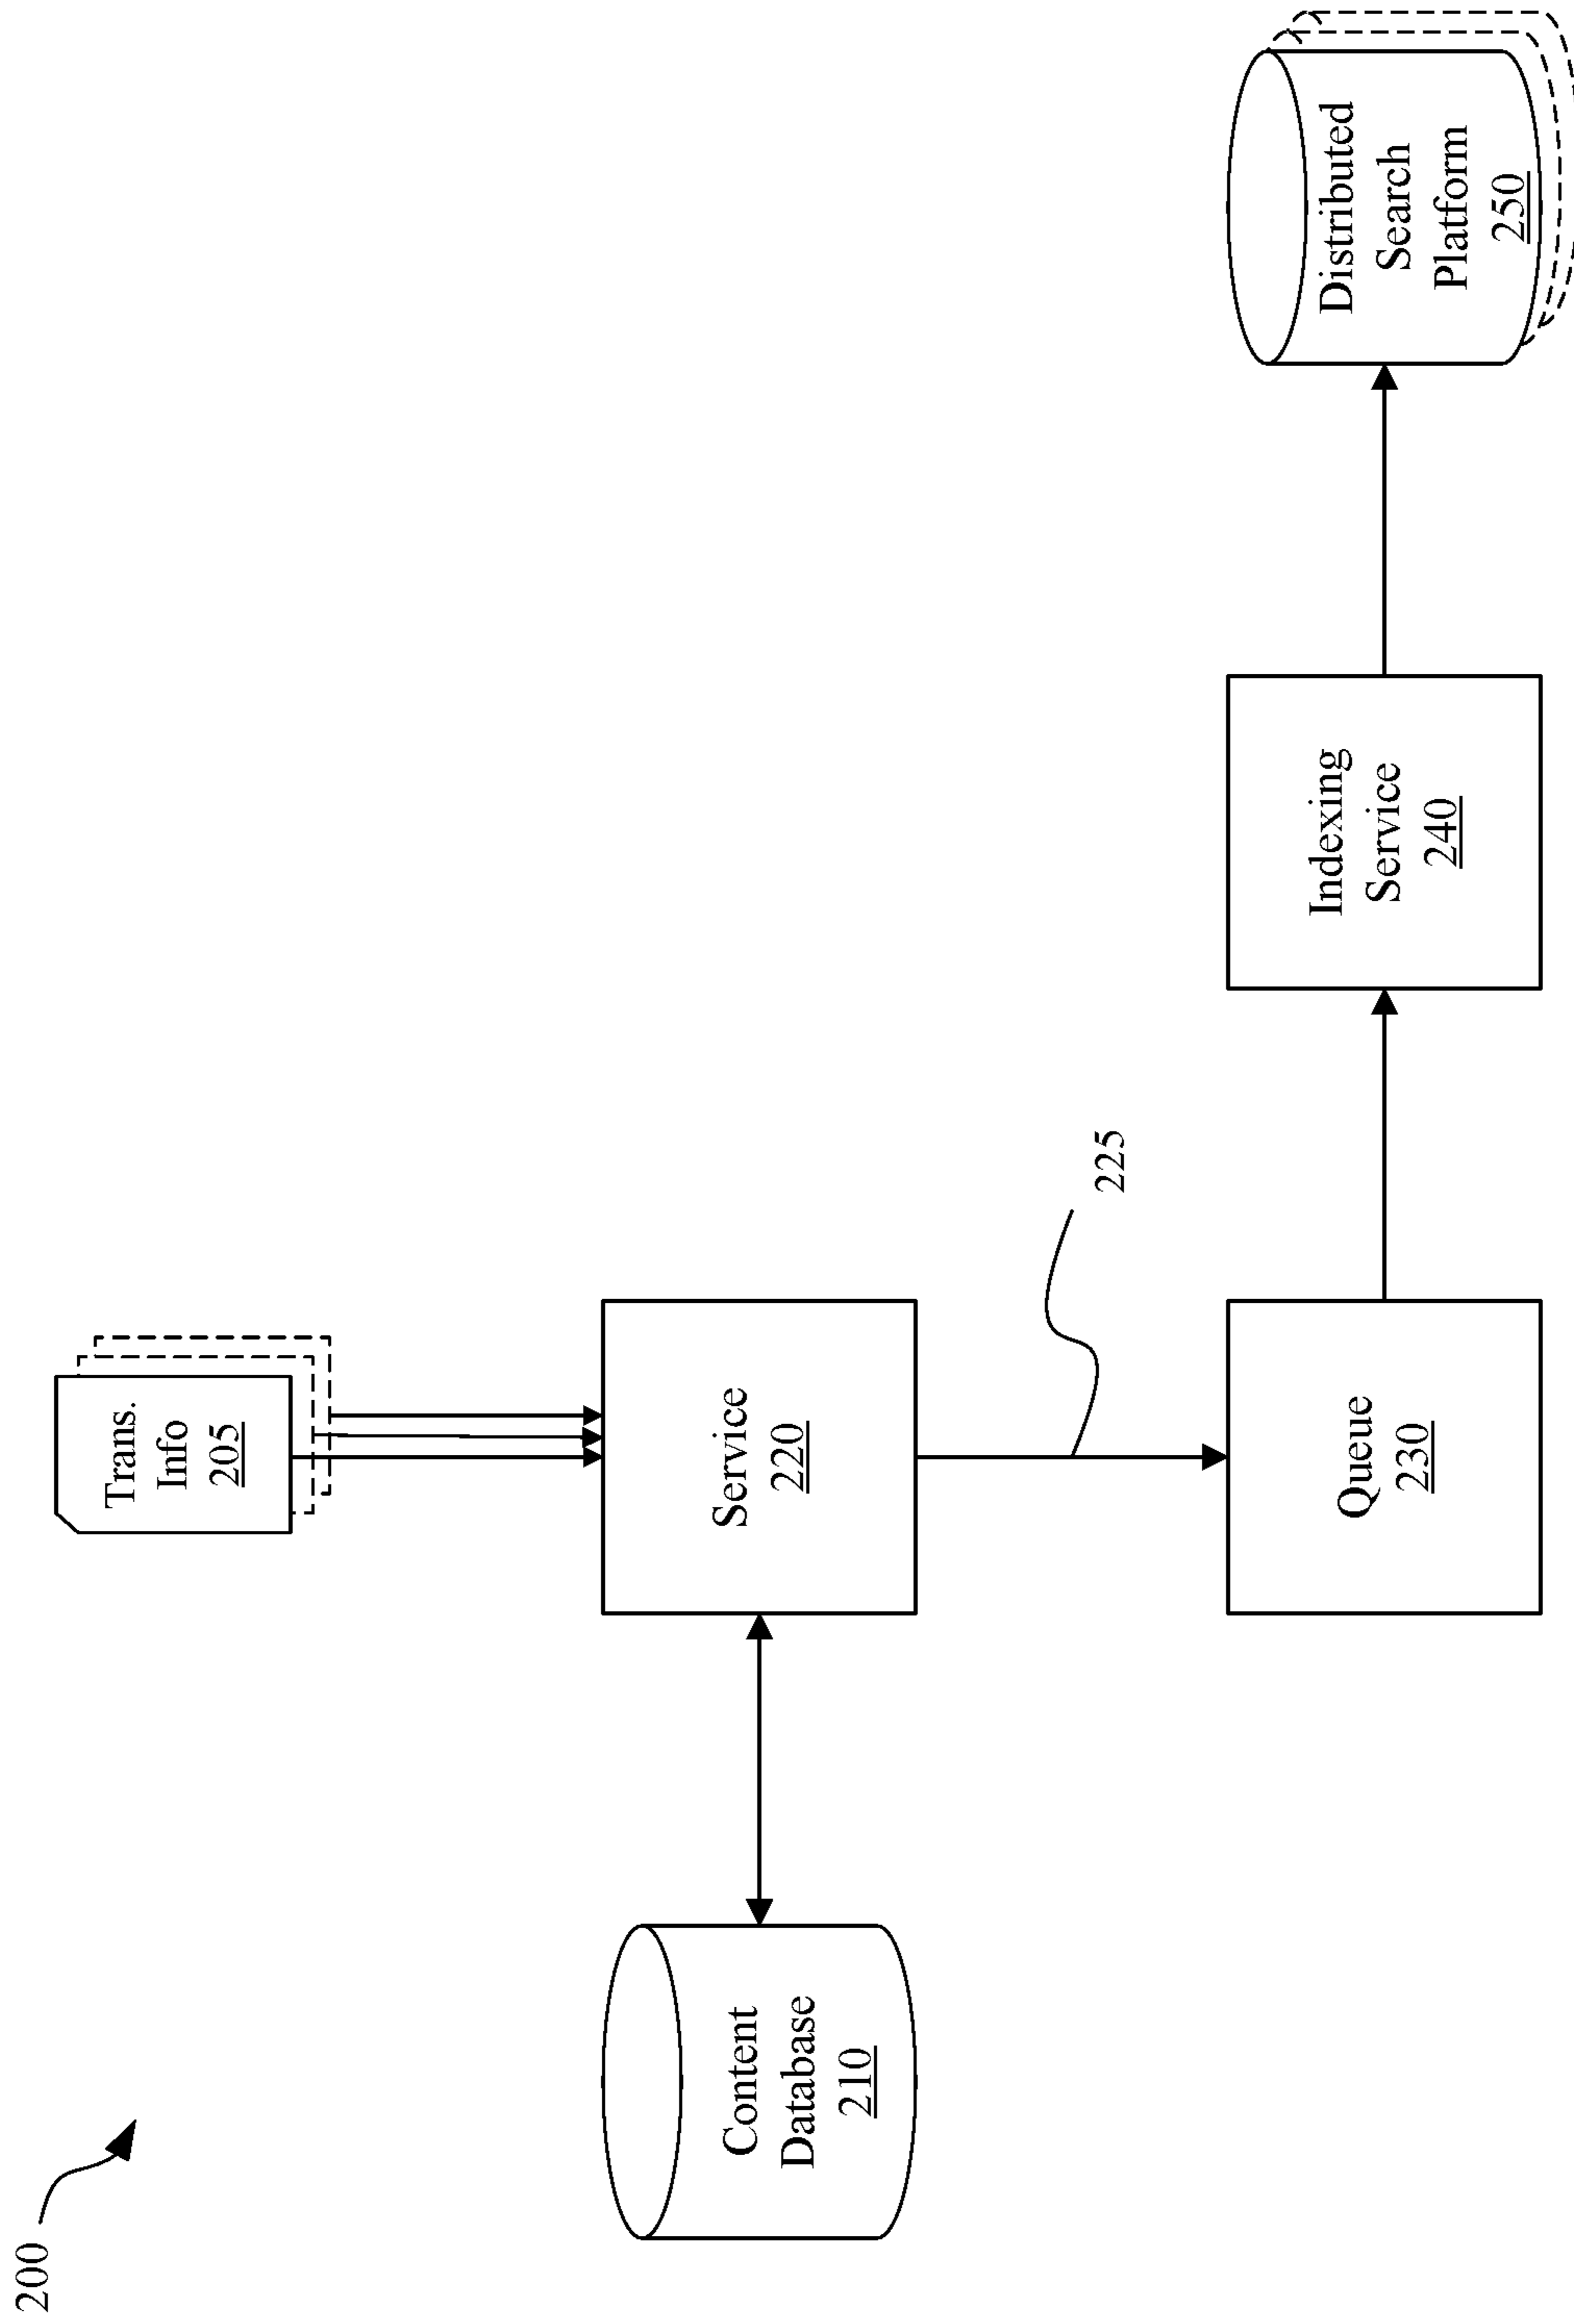 200
Trans.
Info
205
Content
Database
210
Service
220
225
Queue
230
Indexing
Service
240
Distributed
Search
Platform
250